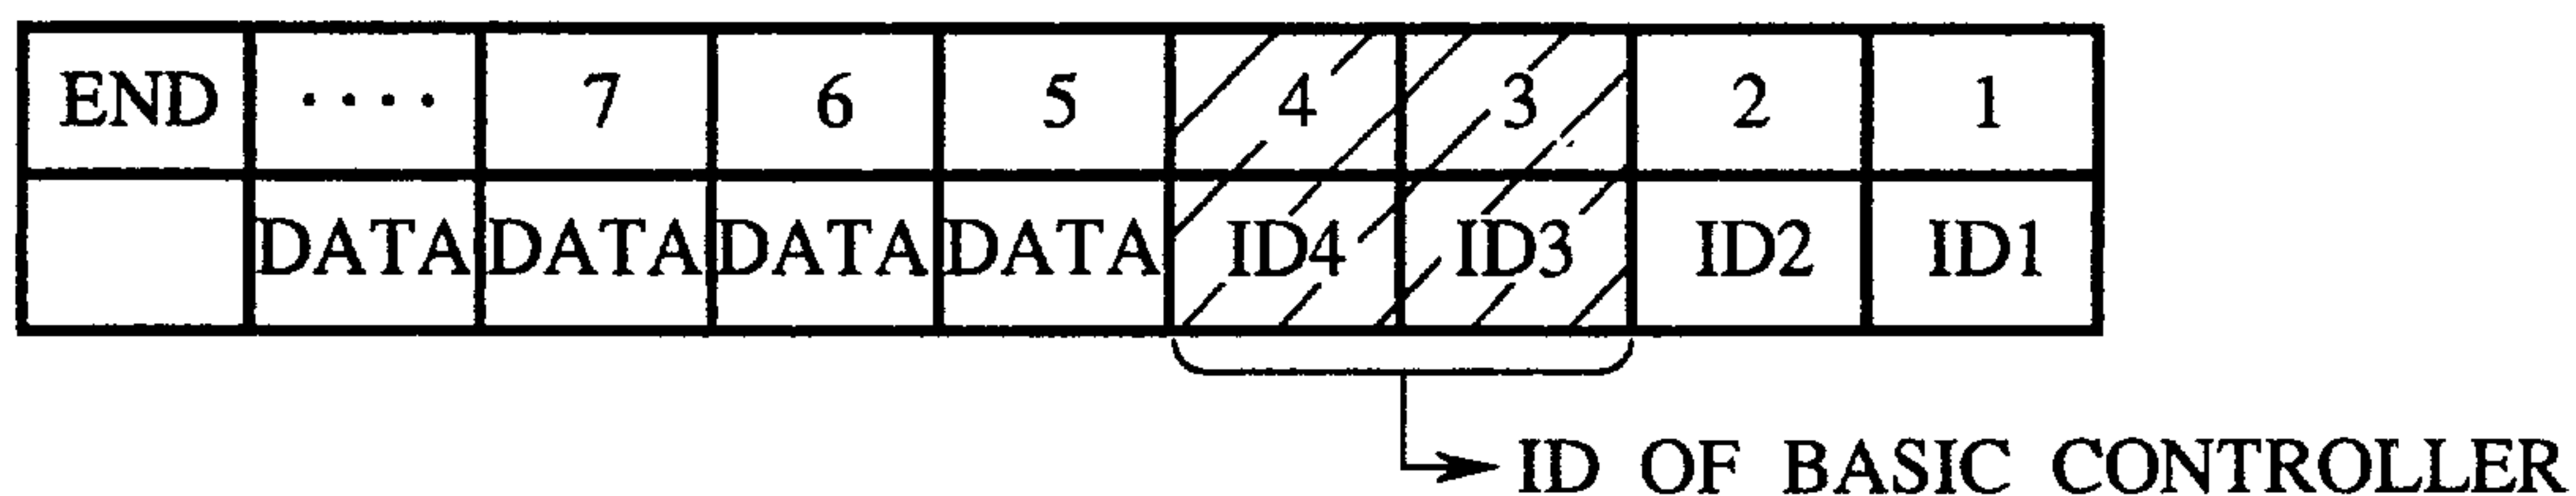 END ···· 7 6 5 4 3 2 1
DATA DATA DATA DATA ID4 ID3 ID2 ID1
ID OF BASIC CONTROLLER